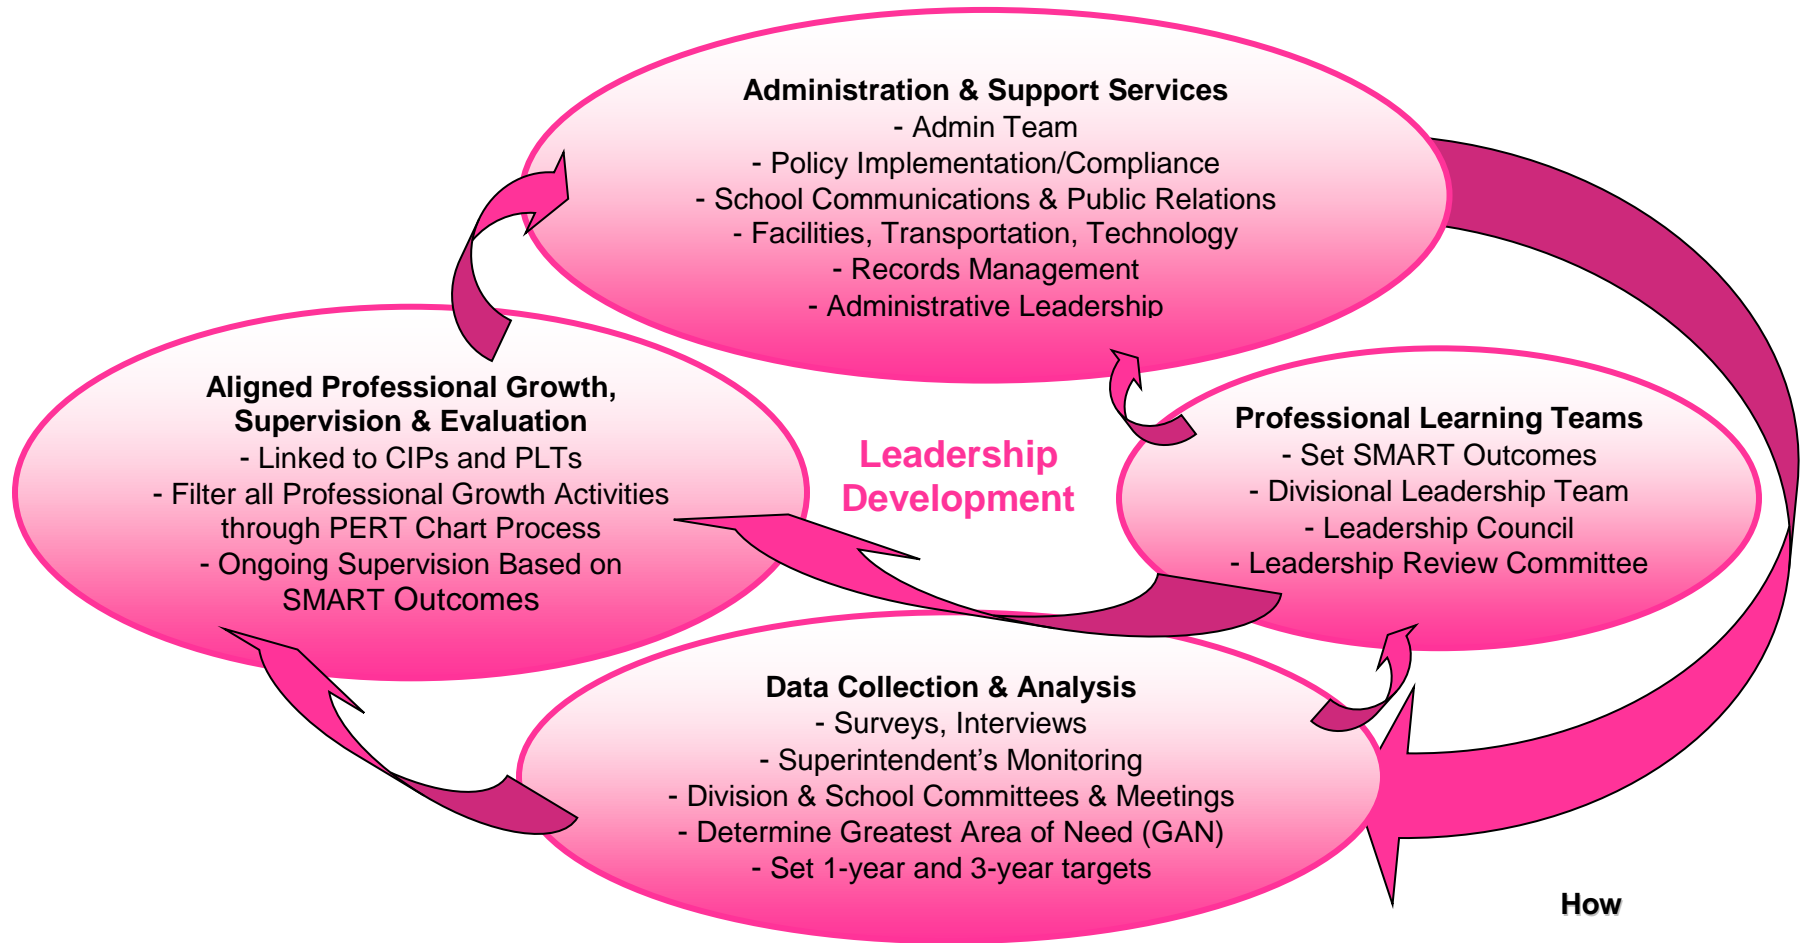 Administration & Support Services
- Admin Team
- Policy Implementation/Compliance
- School Communications & Public Relations
- Facilities, Transportation, Technology
- Records Management
- Administrative Leadership
Aligned Professional Growth,
Supervision & Evaluation
- Linked to CIPs and PLTs
- Filter all Professional Growth Activities
through PERT Chart Process
- Ongoing Supervision Based on
SMART Outcomes
Leadership
Development
Professional Learning Teams
- Set SMART Outcomes
- Divisional Leadership Team
- Leadership Council
- Leadership Review Committee
Data Collection & Analysis
- Surveys, Interviews
- Superintendent’s Monitoring
- Division & School Committees & Meetings
- Determine Greatest Area of Need (GAN)
- Set 1-year and 3-year targets
How